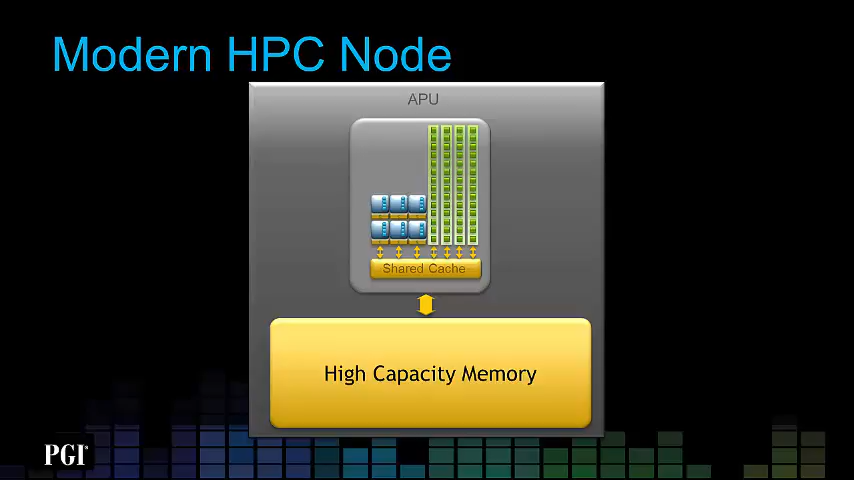 Modern HPC Node
APU
Shared Cache
High Capacity Memory
PGI®